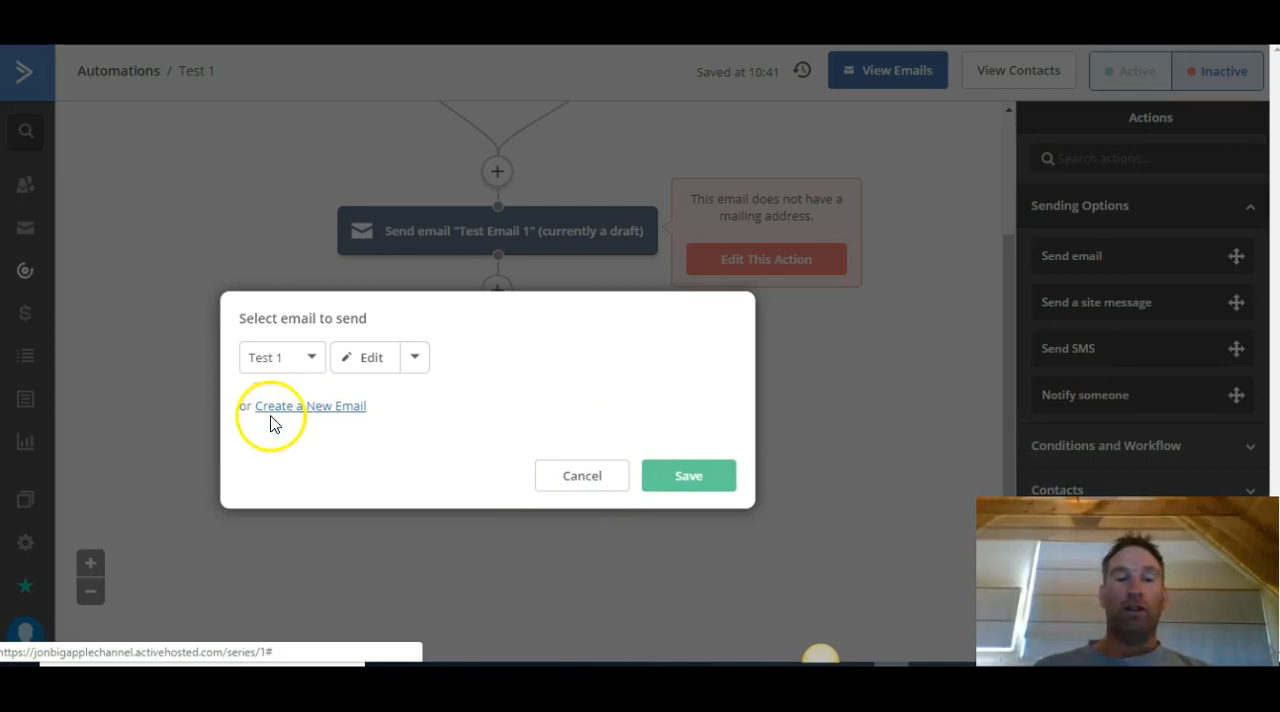 Automations / Test 1
Saved at 10:41
View Emails
View Contacts
Active
Inactive
Actions
Search actions...
Sending Options
Send email
Send a site message
Send SMS
Notify someone
Conditions and Workflow
Contacts
Send email "Test Email 1" (currently a draft)
This email does not have a
mailing address.
Edit This Action
Select email to send
Test 1
Edit
or Create a New Email
Cancel
Save
https://jonbigapplechannel.activehosted.com/series/1#